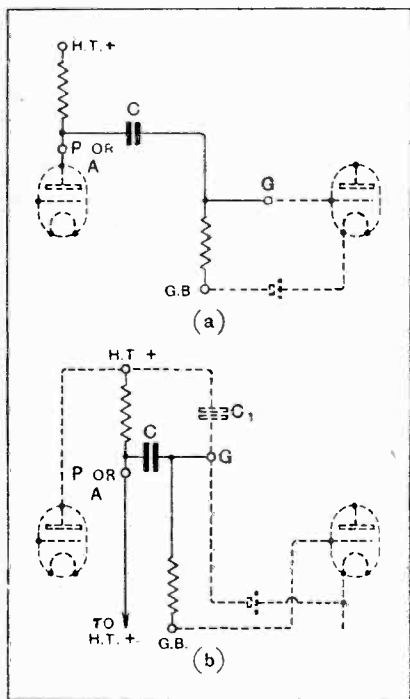 H.T. +
C
P OR
A
G
G.B
(a)
H.T +
C1
C
G
P OR
A
TO
H.T. +
G.B.
(b)